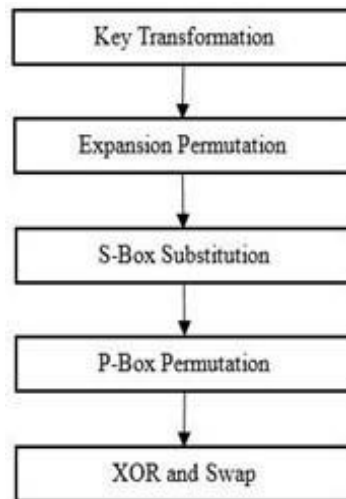 Key Transformation
Expansion Permutation
S-Box Substitution
P-Box Permutation
XOR and Swap